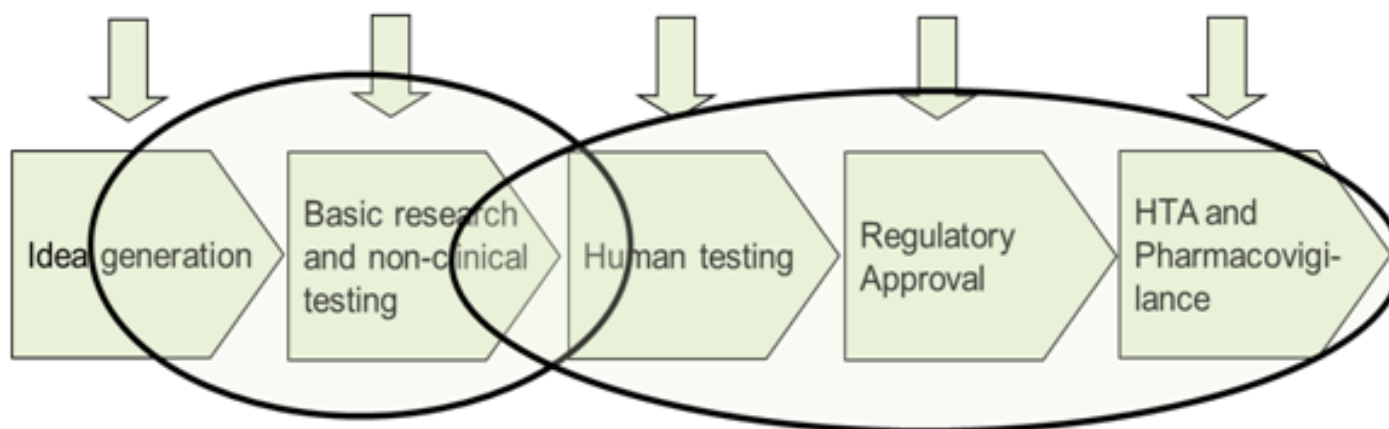 Idea generation
Basic research
and non-clinical
testing
Human testing
Regulatory
Approval
HTA and
Pharmacovigi-
lance